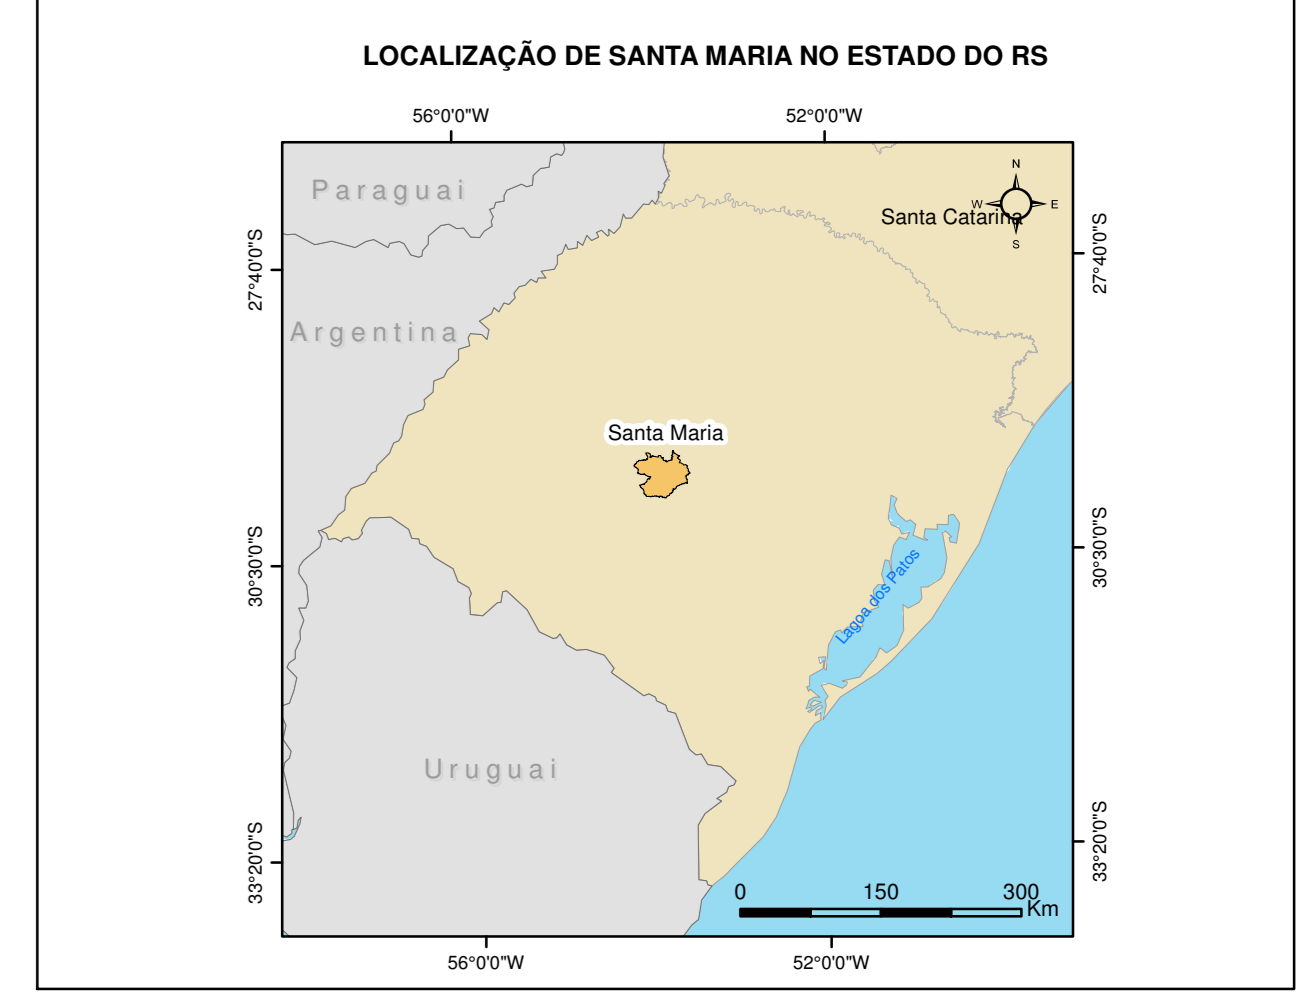 LOCALIZAÇÃO DE SANTA MARIA NO ESTADO DO RS
56°0'0"W
52°0'0"W
Paraguai
N
W
E
S
Santa Catarina
27°40'0"S
27°40'0"S
Argentina
Santa Maria
30°30'0"S
30°30'0"S
Lagoa dos Patos
Uruguai
33°20'0"S
33°20'0"S
0 150 300
Km
56°0'0"W
52°0'0"W